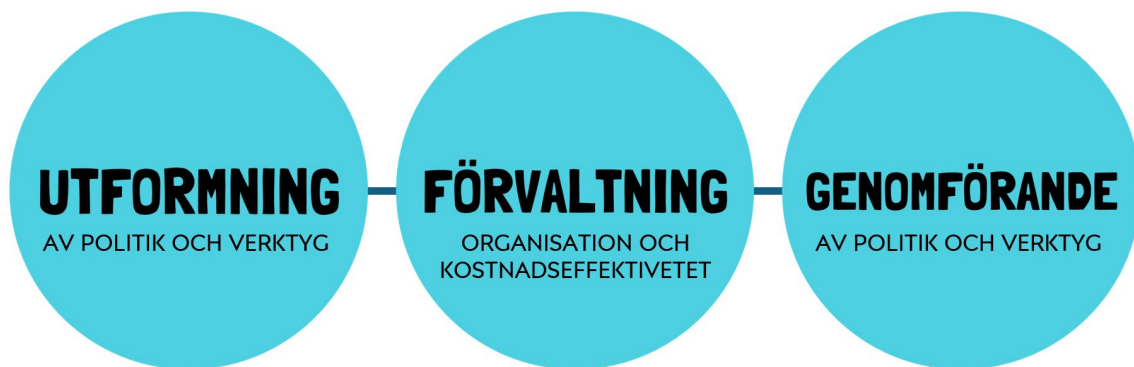 UTFORMNING
AV POLITIK OCH VERKTYG
FÖRVALTNING
ORGANISATION OCH
KOSTNADSEFFEKTIVETET
GENOMFÖRANDE
AV POLITIK OCH VERKTYG